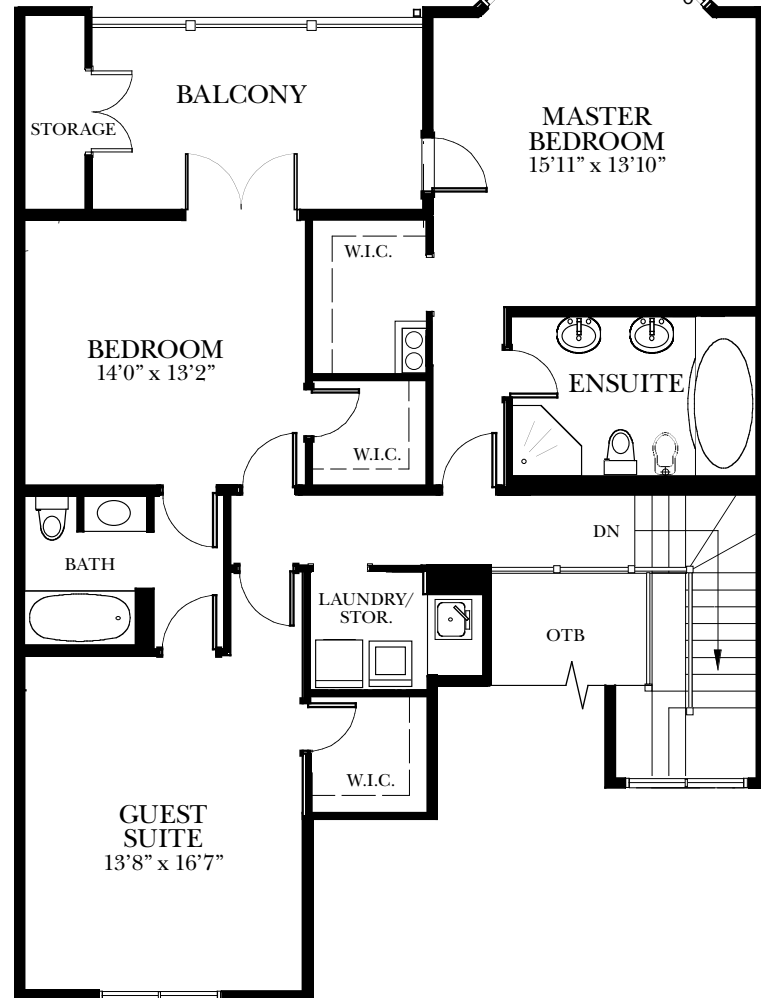 BALCONY
STORAGE
MASTER
BEDROOM
15'11" x 13'10"
W.I.C.
BEDROOM
14'0" x 13'2"
ENSUITE
W.I.C.
DN
BATH
LAUNDRY/
STOR.
OTB
W.I.C.
GUEST
SUITE
13'8" x 16'7"